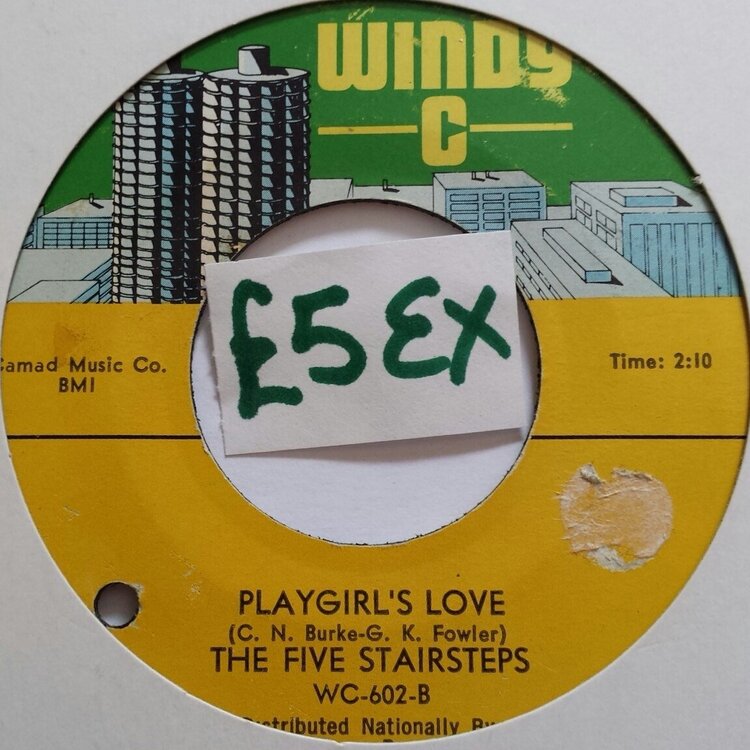 WINDY
C
£5 EX
Camad Music Co.
BMI
Time: 2:10
PLAYGIRL'S LOVE
(C. N. Burke-G. K. Fowler)
THE FIVE STAIRSTEPS
WC-602-B
Distributed Nationally By